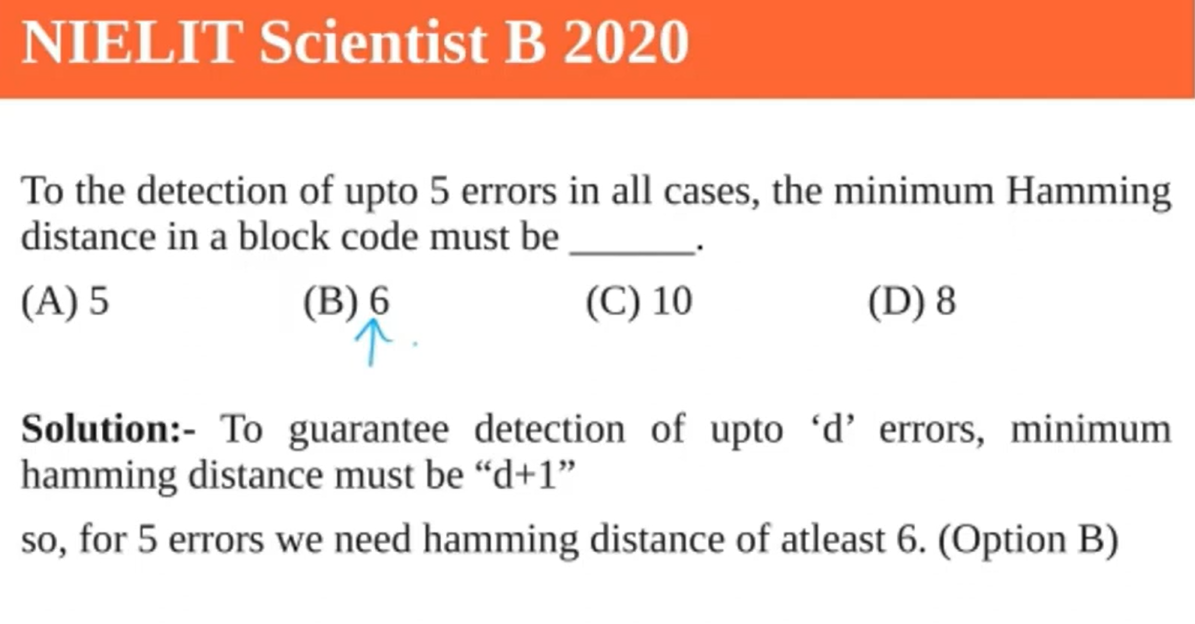 NIELIT Scientist B 2020
To the detection of upto 5 errors in all cases, the minimum Hamming
distance in a block code must be ______.
(A) 5 (B) 6 (C) 10 (D) 8
Solution:- To guarantee detection of upto ‘d’ errors, minimum
hamming distance must be “d+1”
so, for 5 errors we need hamming distance of atleast 6. (Option B)